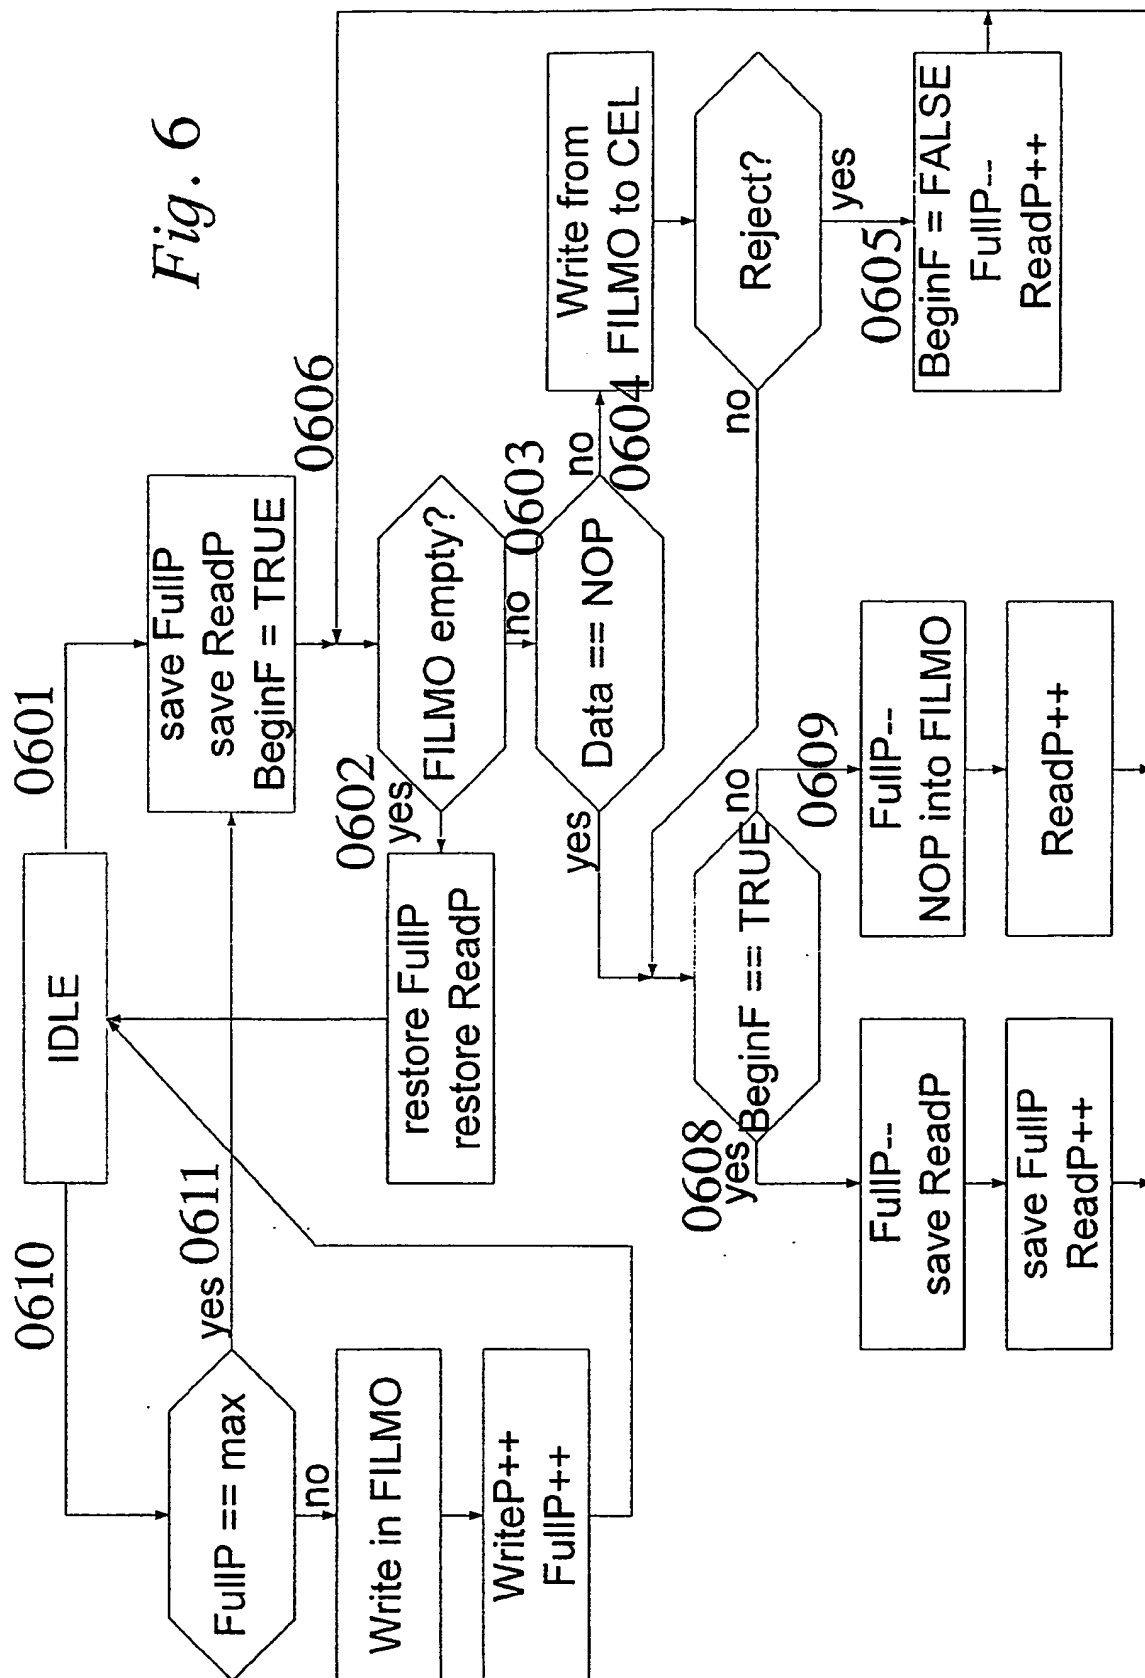 Fig. 6
0610
IDLE
0601
FullP == max
yes
0611
no
Write in FILMO
WriteP++
FullP++
save FullP
save ReadP
BeginF = TRUE
0606
restore FullP
restore ReadP
0602
yes
FILMO empty?
no
0603
Data == NOP
yes
no
0604
Write from
FILMO to CEL
Reject?
no
yes
0605
BeginF = FALSE
FullP--
ReadP++
BeginF == TRUE
0608
yes
no
0609
FullP--
save ReadP
save FullP
ReadP++
FullP--
NOP into FILMO
ReadP++